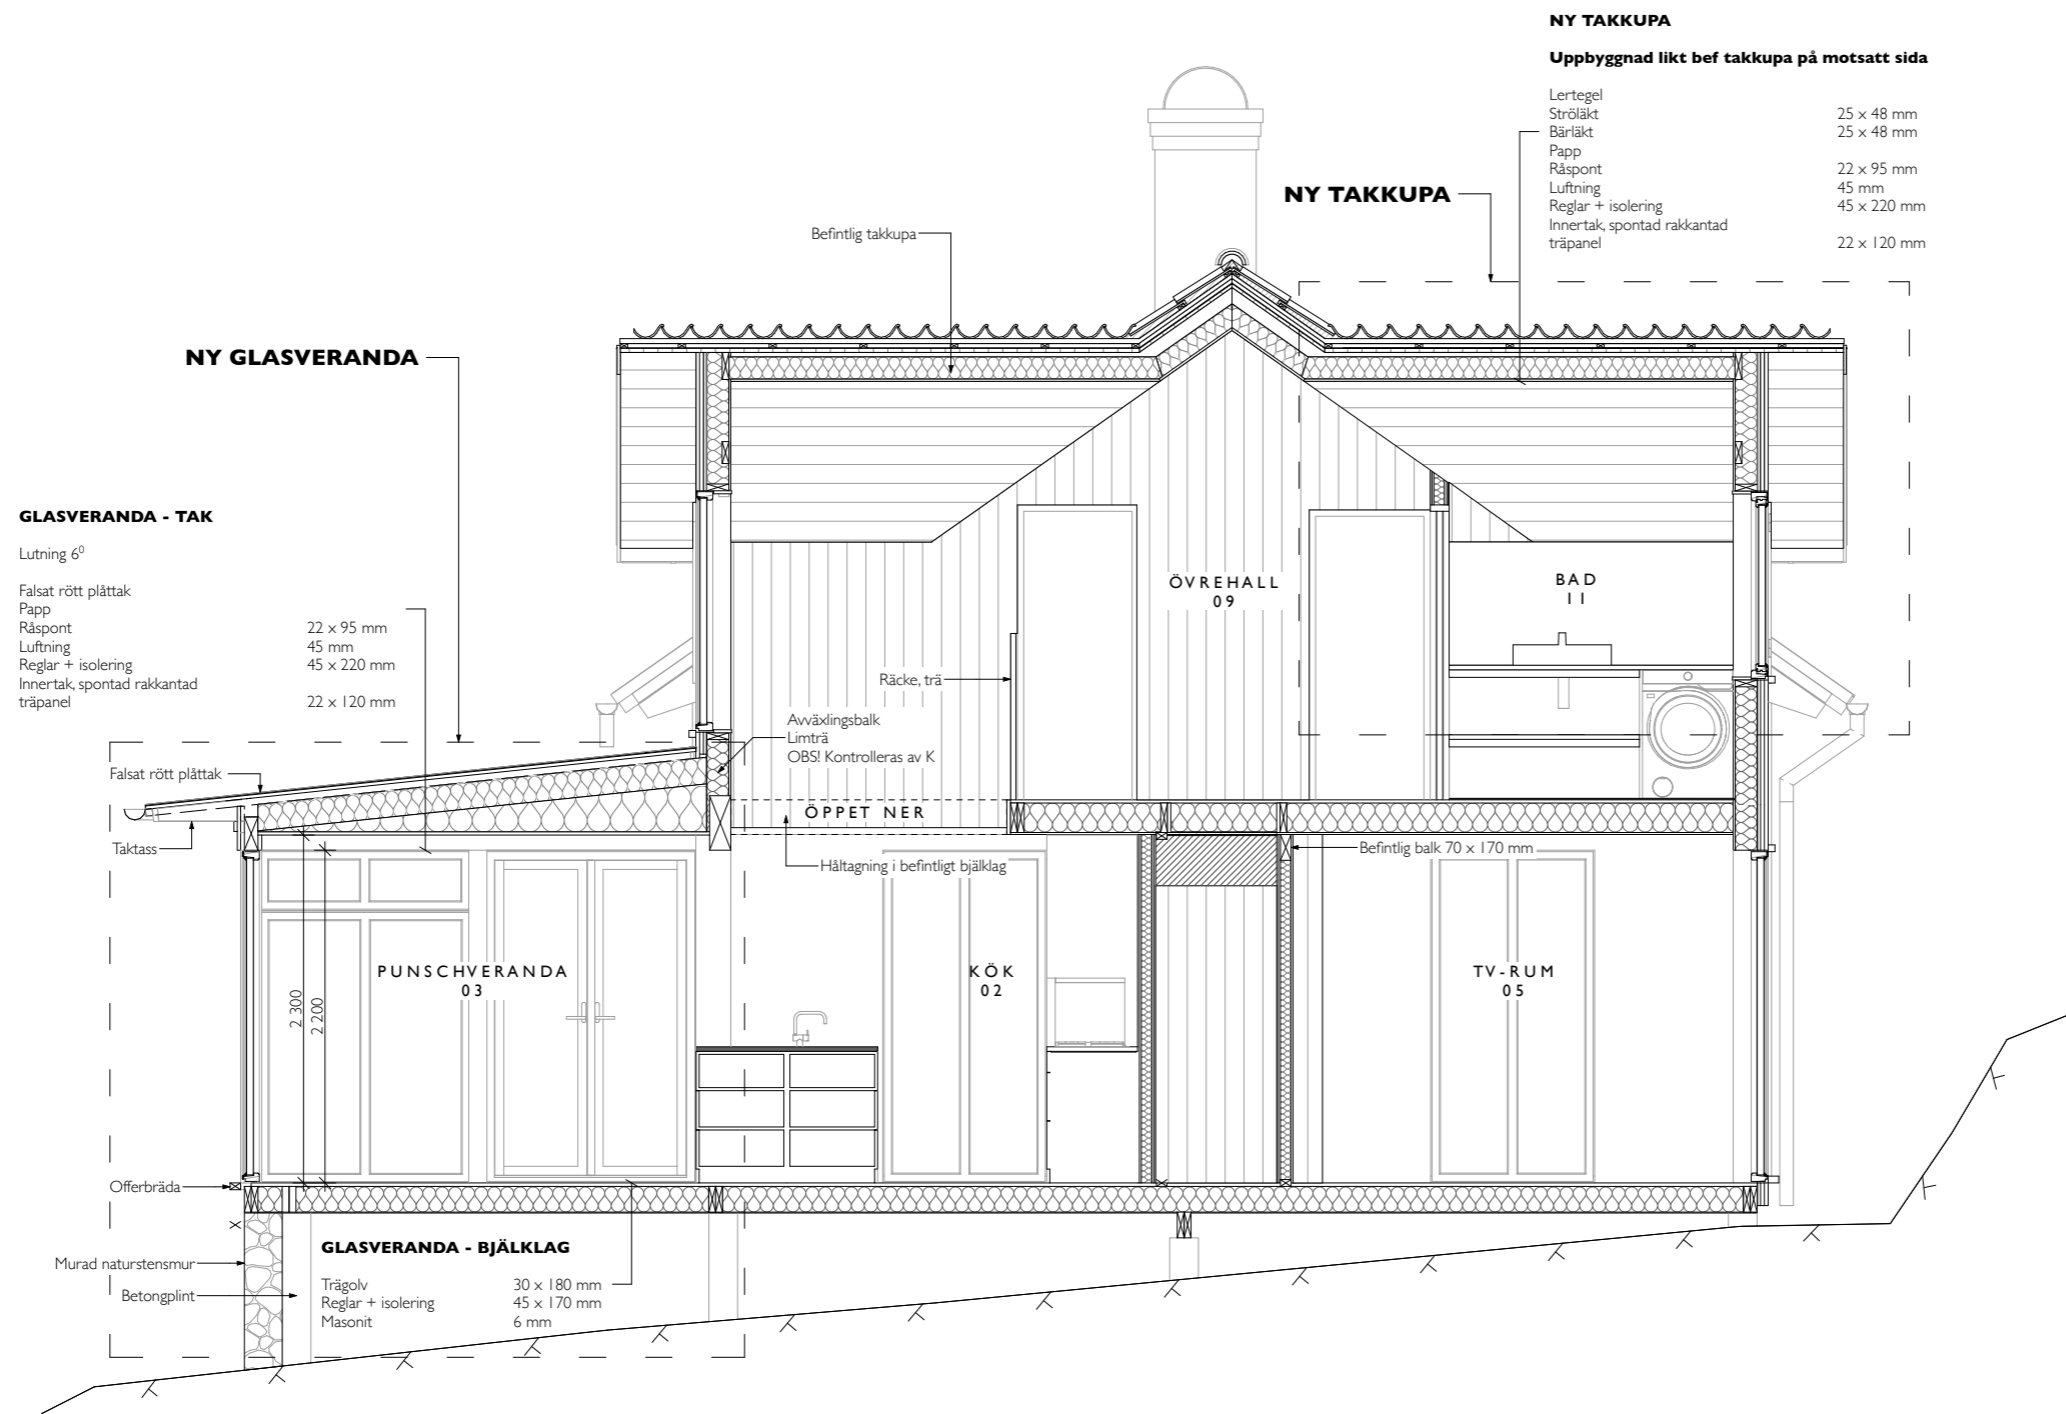 NY TAKKUPA
Uppbyggnad likt bef takkupa på motsatt sida
Lertegel
Ströläkt 25 x 48 mm
Bärläkt 25 x 48 mm
Papp
Råspont 22 x 95 mm
Luftning 45 mm
Reglar + isolering 45 x 220 mm
Innertak, spontad rakkantad
träpanel 22 x 120 mm
NY TAKKUPA
Befintlig takkupa
NY GLASVERANDA
GLASVERANDA - TAK
Lutning 6⁰
Falsat rött plåttak
Papp
Råspont 22 x 95 mm
Luftning 45 mm
Reglar + isolering 45 x 220 mm
Innertak, spontad rakkantad
träpanel 22 x 120 mm
ÖVREHALL
09
BAD
11
Räcke, trä
Avväxlingsbalk
Limträ
OBS! Kontrolleras av K
Falsat rött plåttak
ÖPPET NER
Taktass
Håltagning i befintligt bjälklag
Befintlig balk 70 x 170 mm
PUNSCHVERANDA
03
KÖK
02
TV-RUM
05
2 300
2 200
Offerbräda
Murad naturstensmur
Betongplint
GLASVERANDA - BJÄLKLAG
Trägolv 30 x 180 mm
Reglar + isolering 45 x 170 mm
Masonit 6 mm